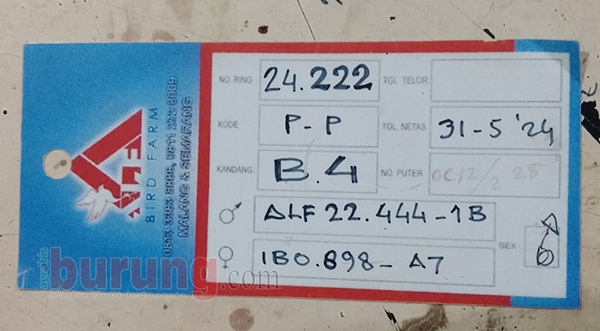 ALF
BIRD FARM
MALANG & SEMARANG
NO. RING 24.222 TGL TELOR
KODE P-P TGL. NETAS 31-5'24
KANDANG B.4 NO. PUTER
♂ ALF 22.444-1B
♀ IBO.898-A7 SEX ♂
burung.com